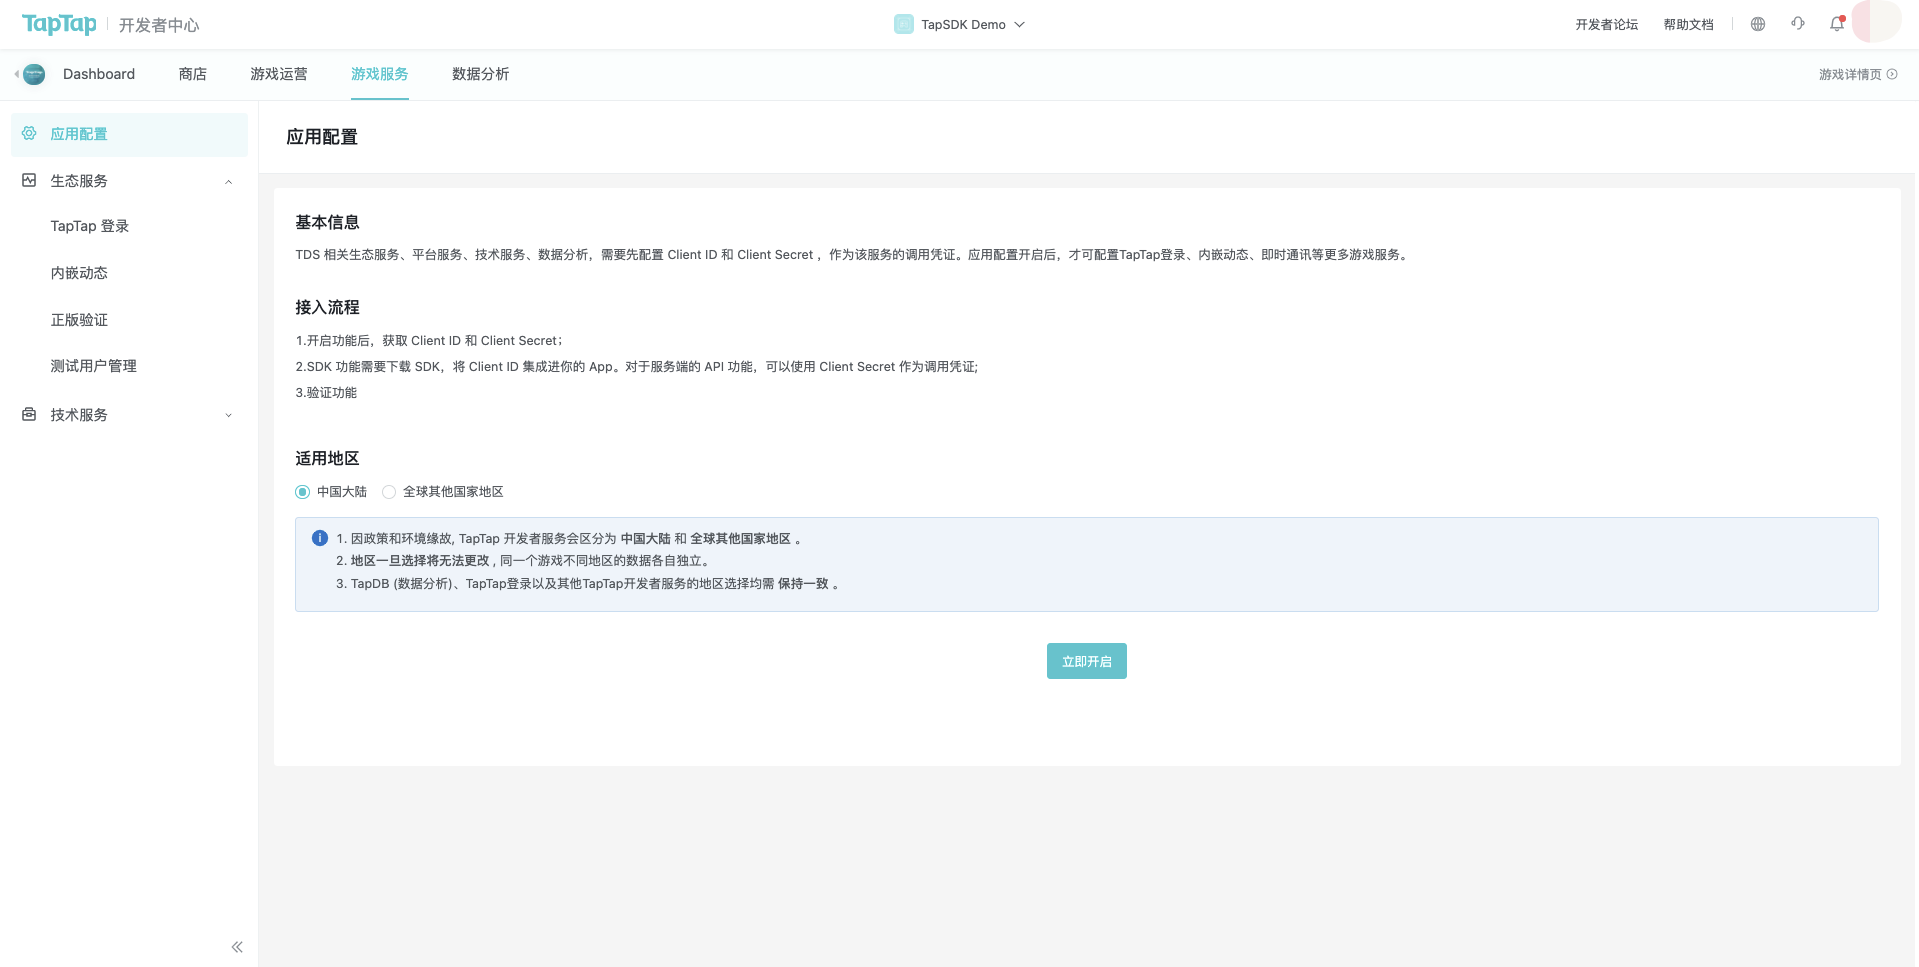 TapTap 开发者中心
TapSDK Demo
开发者论坛 帮助文档
Dashboard 商店 游戏运营 游戏服务 数据分析
游戏详情页
应用配置
生态服务
TapTap 登录
内嵌动态
正版验证
测试用户管理
技术服务
应用配置
基本信息
TDS 相关生态服务、平台服务、技术服务、数据分析，需要先配置 Client ID 和 Client Secret ，作为该服务的调用凭证。应用配置开启后，才可配置TapTap登录、内嵌动态、即时通讯等更多游戏服务。
接入流程
1.开启功能后，获取 Client ID 和 Client Secret；
2.SDK 功能需要下载 SDK，将 Client ID 集成进你的 App。对于服务端的 API 功能，可以使用 Client Secret 作为调用凭证;
3.验证功能
适用地区
中国大陆 全球其他国家地区
1. 因政策和环境缘故, TapTap 开发者服务会区分为 中国大陆 和 全球其他国家地区 。
2. 地区一旦选择将无法更改 , 同一个游戏不同地区的数据各自独立。
3. TapDB (数据分析)、TapTap登录以及其他TapTap开发者服务的地区选择均需 保持一致 。
立即开启